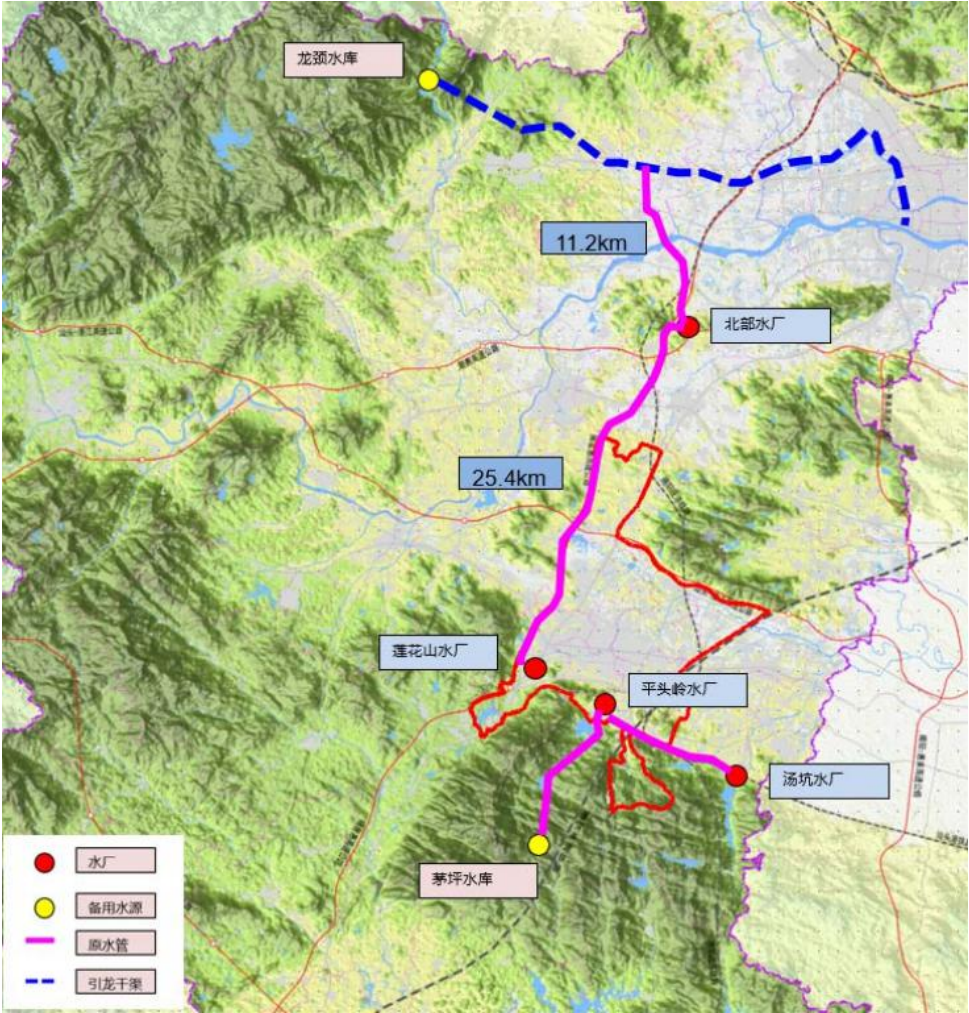 龙颈水库
11.2km
北部水厂
25.4km
莲花山水厂
平头岭水厂
汤坑水厂
茅坪水库
水厂
备用水源
原水管
引龙干渠